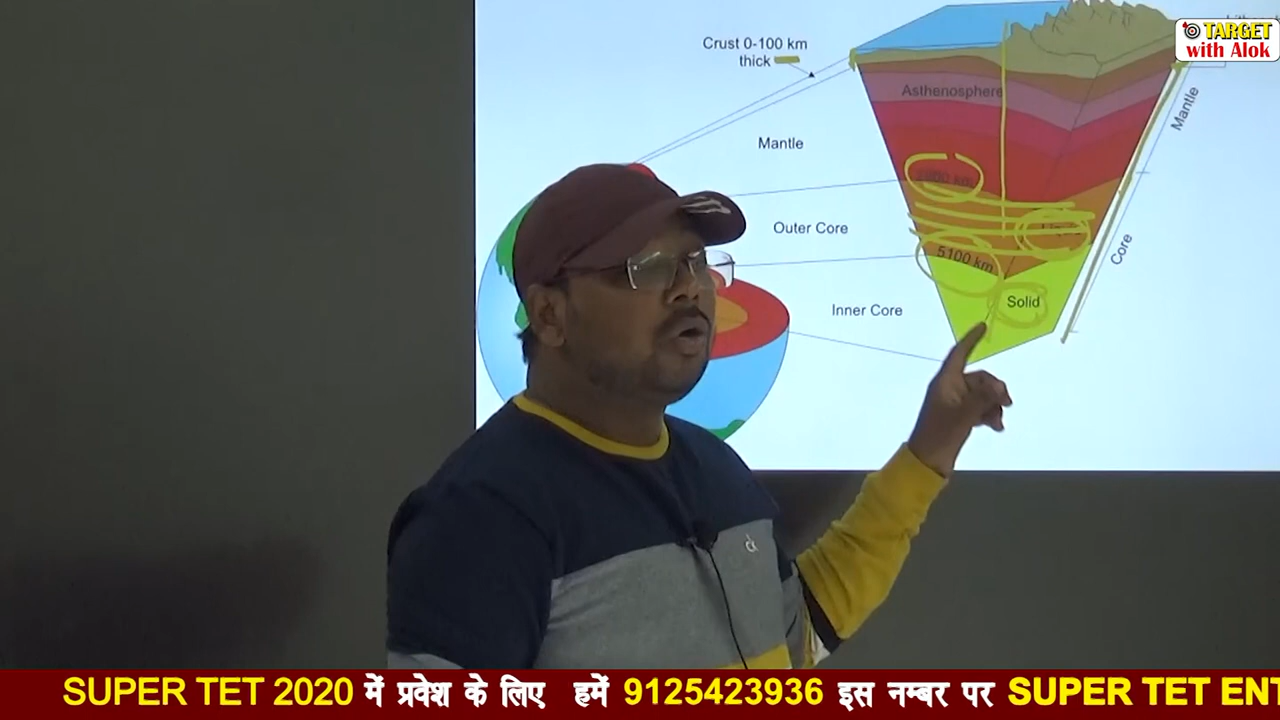 Crust 0-100 km
thick
TARGET
with Alok
Asthenosphere
Mantle
Mantle
Outer Core
Core
5100 km
Inner Core
Solid
SUPER TET 2020 में प्रवेश के लिए हमें 9125423936 इस नम्बर पर SUPER TET ENT